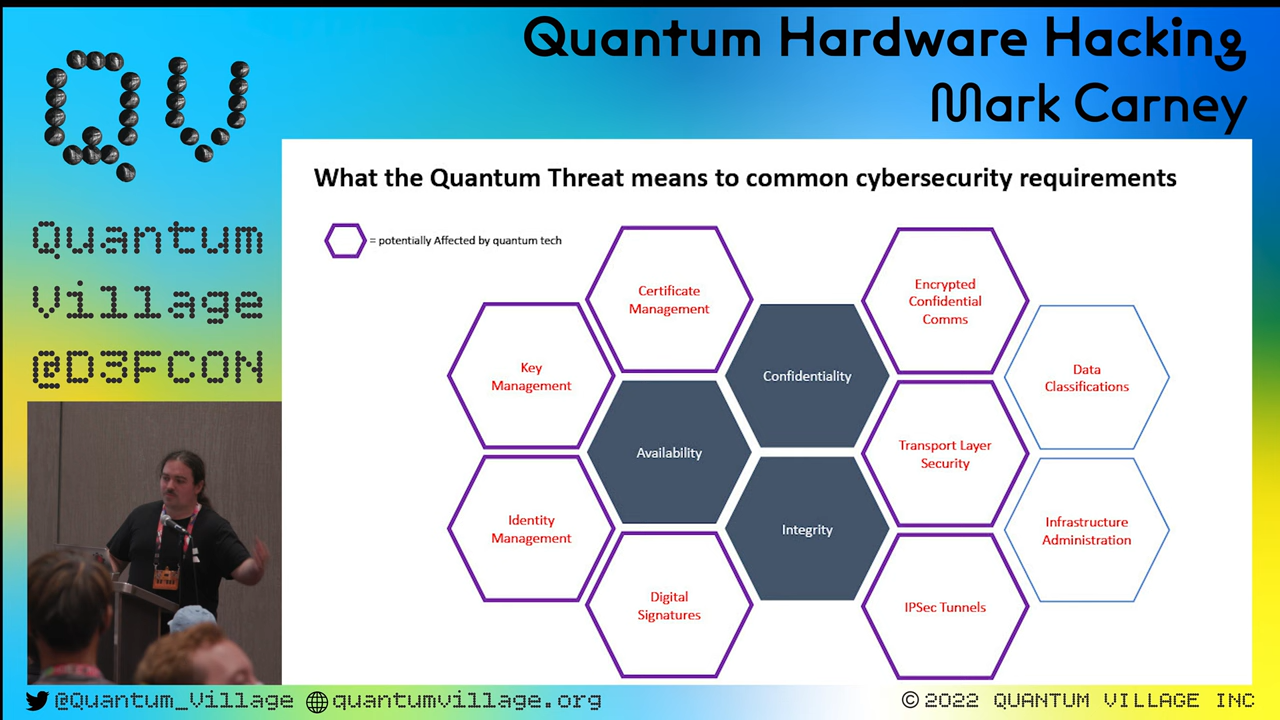 Quantum Hardware Hacking
Mark Carney
QV
Quantum
Village
@D3FCON
What the Quantum Threat means to common cybersecurity requirements
= potentially Affected by quantum tech
Certificate
Management
Encrypted
Confidential
Comms
Key
Management
Confidentiality
Data
Classifications
Availability
Transport Layer
Security
Identity
Management
Integrity
Infrastructure
Administration
Digital
Signatures
IPSec Tunnels
@Quantum_Village quantumvillage.org
© 2022 QUANTUM VILLAGE INC